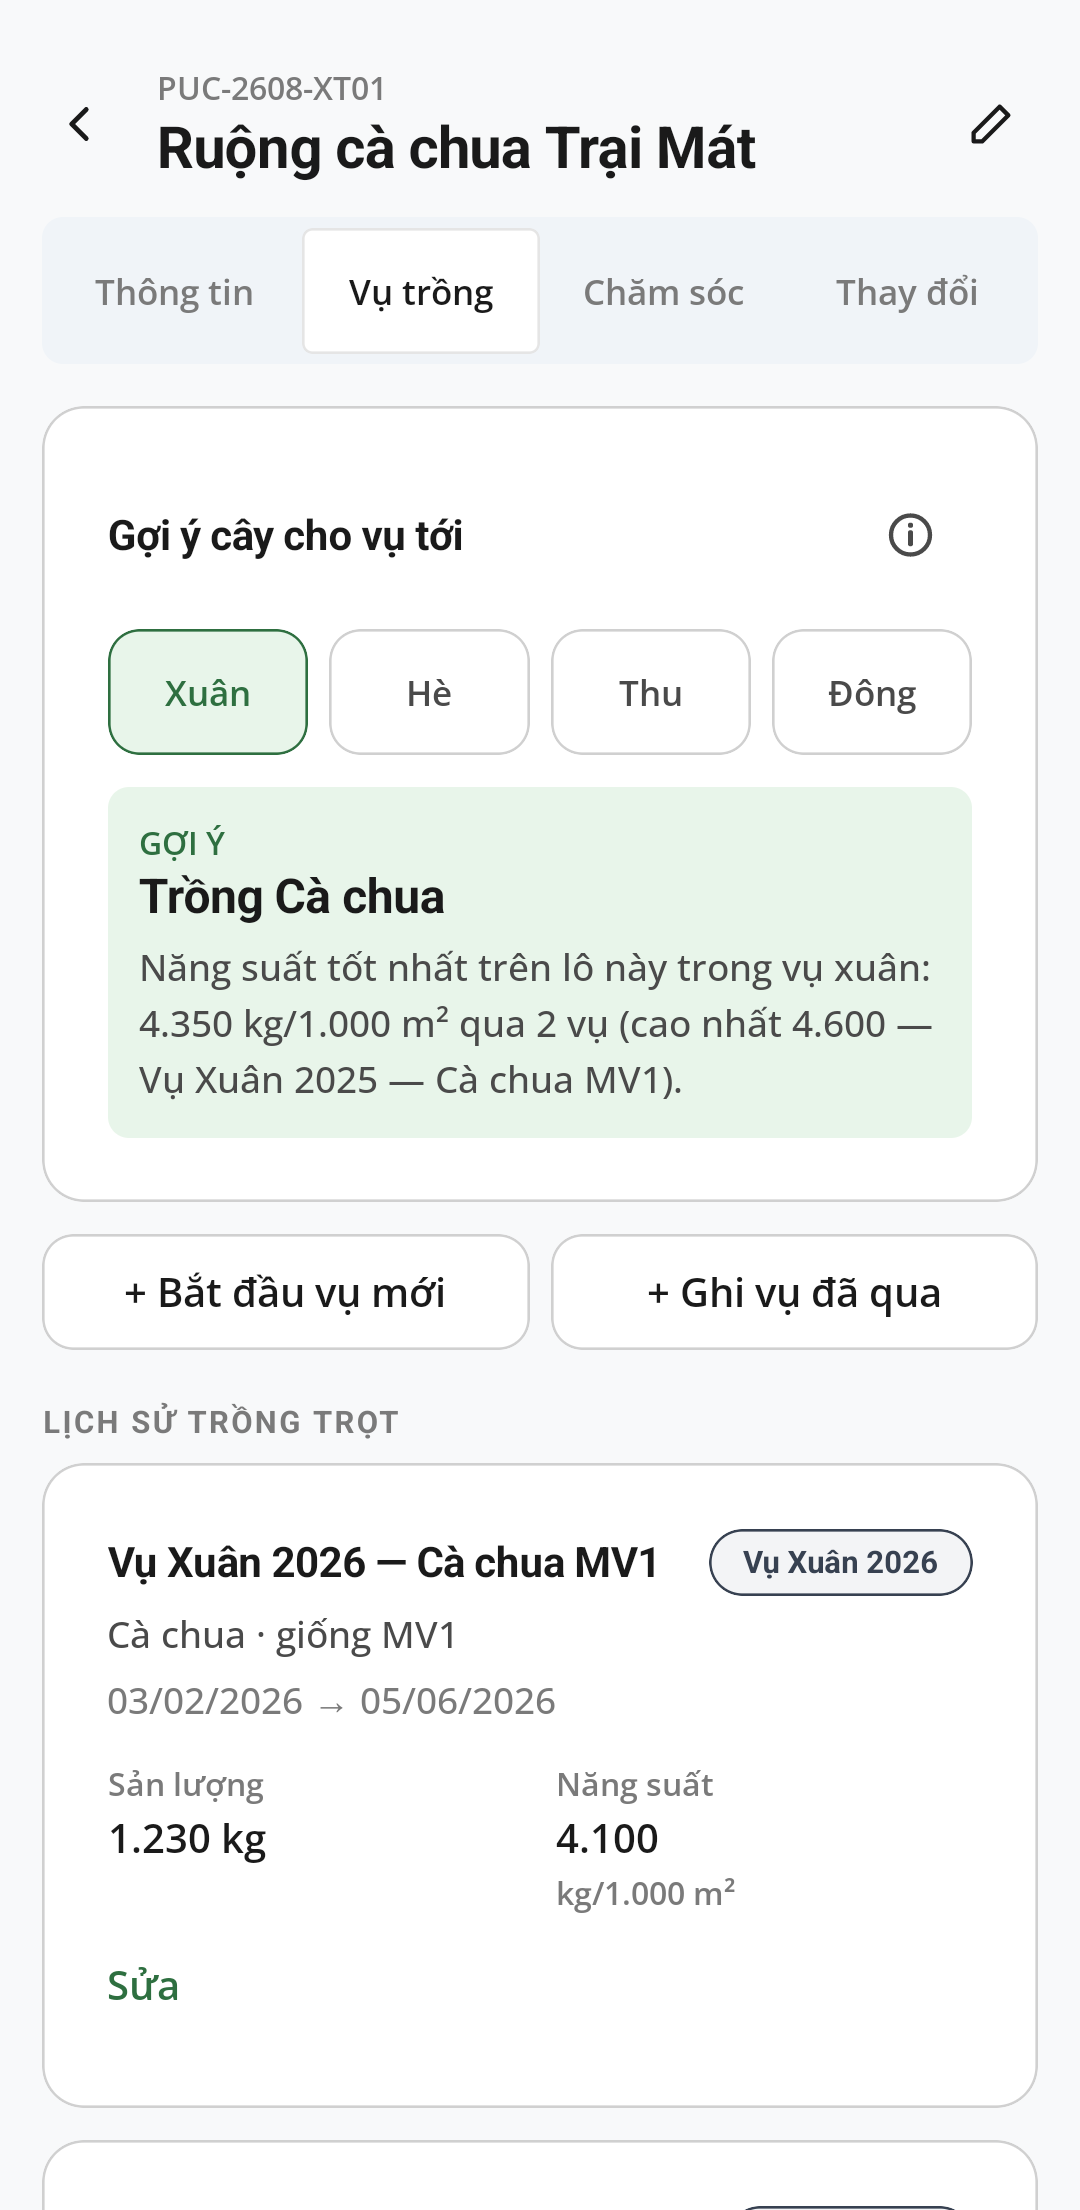 PUC-2608-XT01
Ruộng cà chua Trại Mát
Thông tin
Vụ trồng
Chăm sóc
Thay đổi
Gợi ý cây cho vụ tới
Xuân
Hè
Thu
Đông
GỢI Ý
Trồng Cà chua
Năng suất tốt nhất trên lô này trong vụ xuân:
4.350 kg/1.000 m² qua 2 vụ (cao nhất 4.600 —
Vụ Xuân 2025 — Cà chua MV1).
+ Bắt đầu vụ mới
+ Ghi vụ đã qua
LỊCH SỬ TRỒNG TRỌT
Vụ Xuân 2026 — Cà chua MV1
Vụ Xuân 2026
Cà chua · giống MV1
03/02/2026 → 05/06/2026
Sản lượng
1.230 kg
Năng suất
4.100
kg/1.000 m²
Sửa